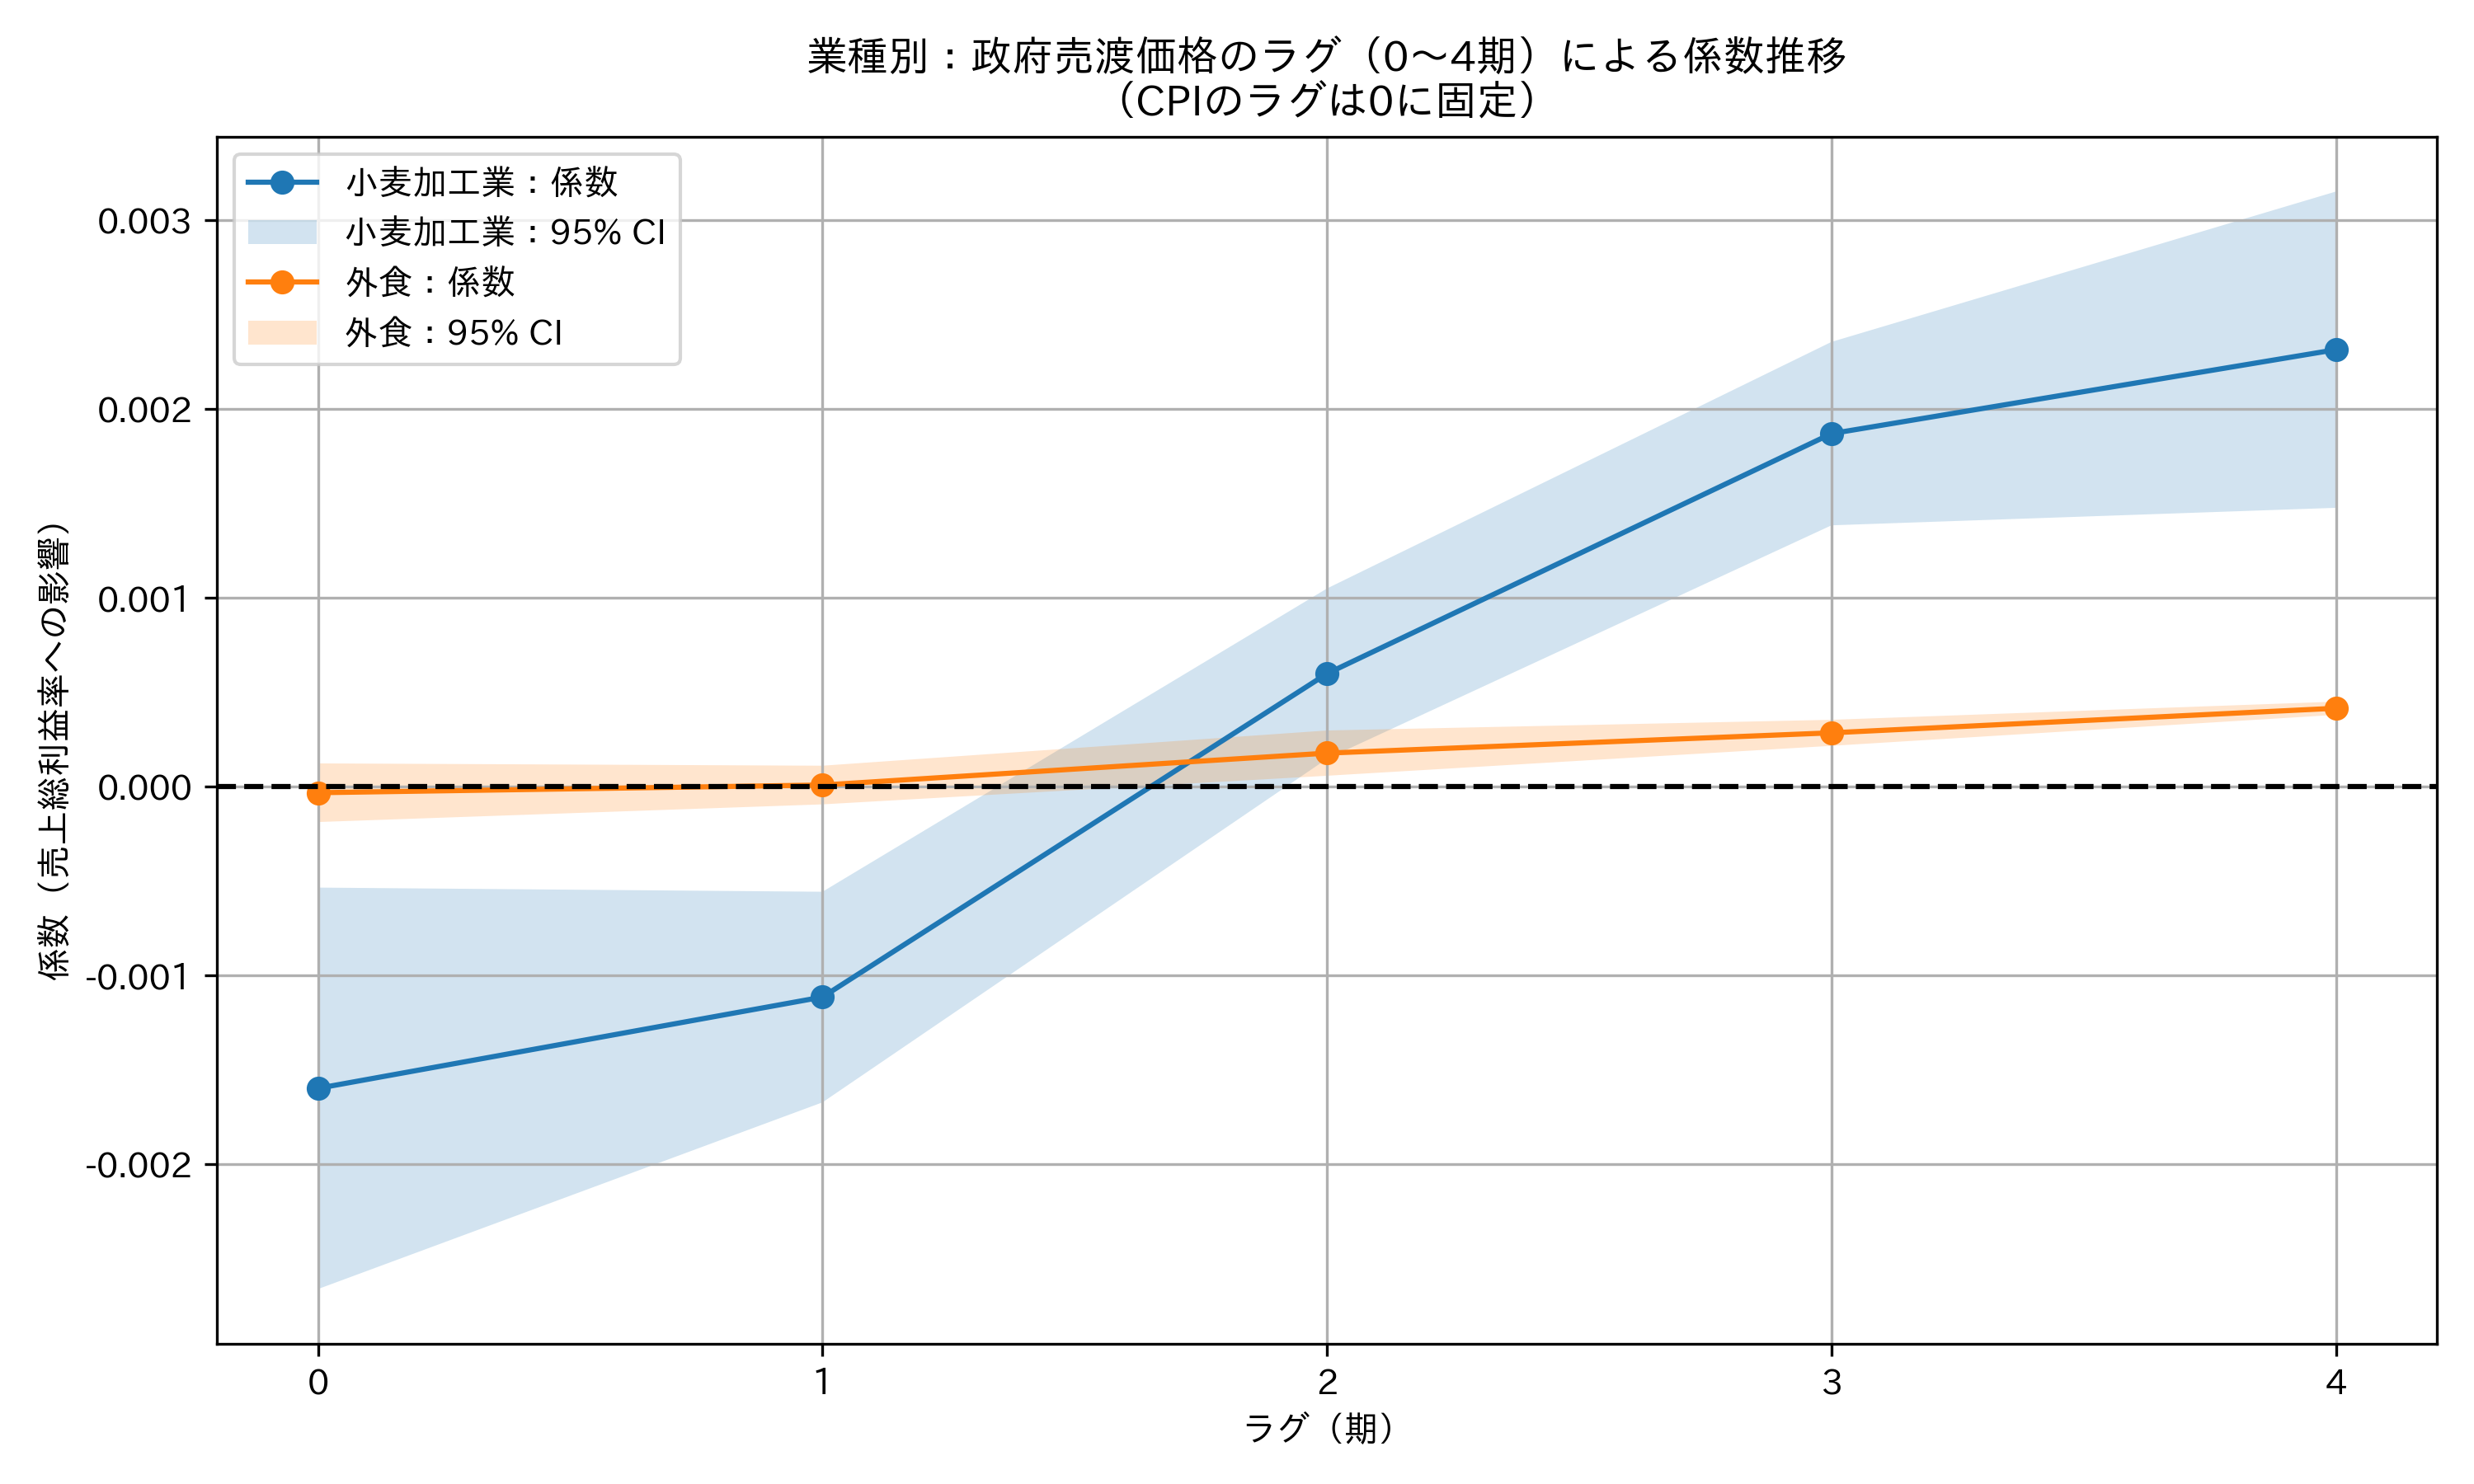 業種別：政府売渡価格のラグ（0～4期）による係数推移
（CPIのラグは0に固定）
小麦加工業：係数
小麦加工業：95% CI
外食：係数
外食：95% CI
係数（売上総利益率への影響）
0.003
0.002
0.001
0.000
-0.001
-0.002
0
1
2
3
4
ラグ（期）